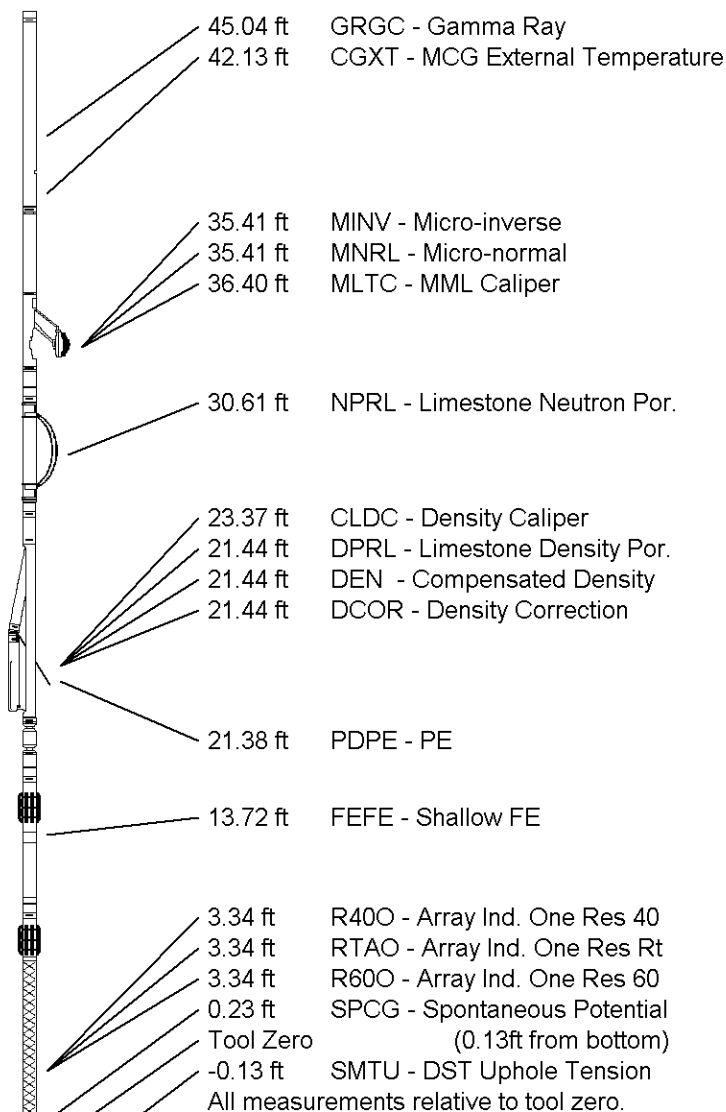 45.04 ft GRGC - Gamma Ray
42.13 ft CGXT - MCG External Temperature
35.41 ft MINV - Micro-inverse
35.41 ft MNRL - Micro-normal
36.40 ft MLTC - MML Caliper
30.61 ft NPRL - Limestone Neutron Por.
23.37 ft CLDC - Density Caliper
21.44 ft DPRL - Limestone Density Por.
21.44 ft DEN - Compensated Density
21.44 ft DCOR - Density Correction
21.38 ft PDPE - PE
13.72 ft FEFE - Shallow FE
3.34 ft R40O - Array Ind. One Res 40
3.34 ft RTAO - Array Ind. One Res Rt
3.34 ft R60O - Array Ind. One Res 60
0.23 ft SPCG - Spontaneous Potential
Tool Zero (0.13ft from bottom)
-0.13 ft SMTU - DST Uphole Tension
All measurements relative to tool zero.